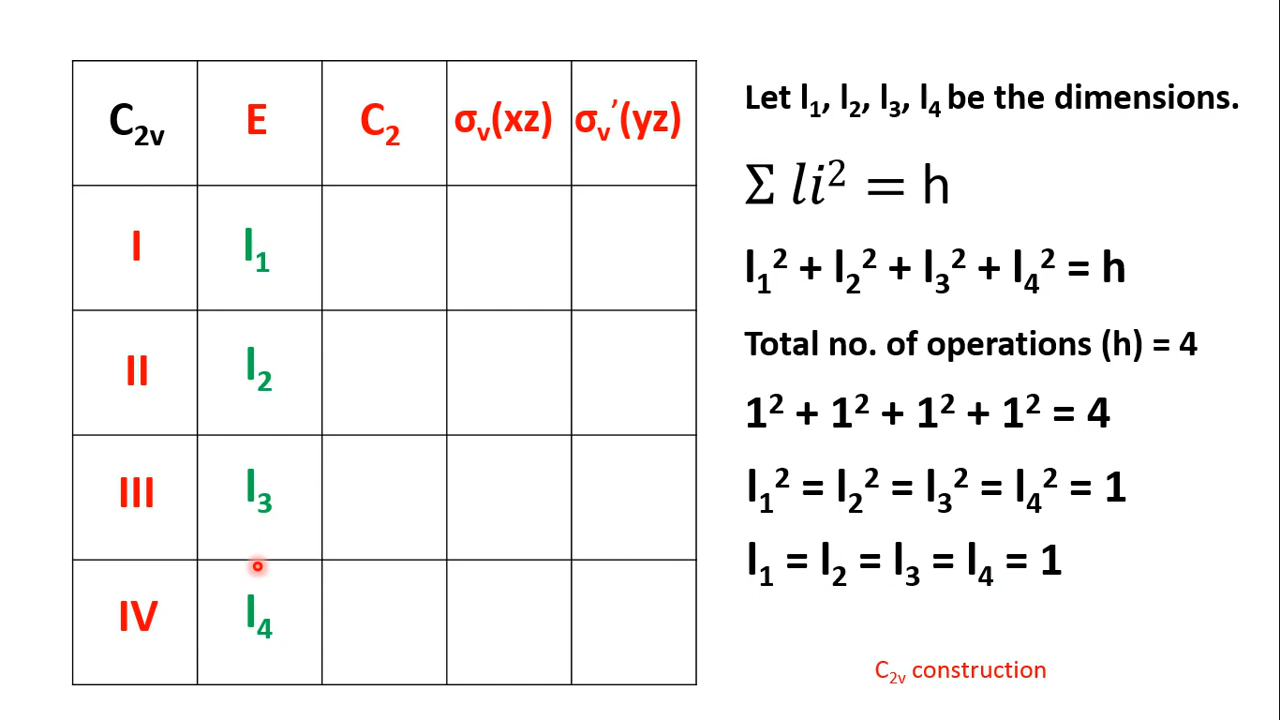 C₂ᵥ E C₂ σᵥ(xz) σᵥ’(yz)
I l₁
II l₂
III l₃
IV l₄
Let l₁, l₂, l₃, l₄ be the dimensions.
Σ li² = h
l₁² + l₂² + l₃² + l₄² = h
Total no. of operations (h) = 4
1² + 1² + 1² + 1² = 4
l₁² = l₂² = l₃² = l₄² = 1
l₁ = l₂ = l₃ = l₄ = 1
C₂ᵥ construction